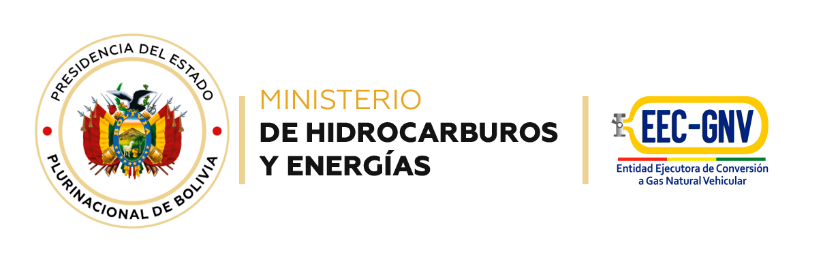 PRESIDENCIA DEL ESTADO
PLURINACIONAL DE BOLIVIA
MINISTERIO
DE HIDROCARBUROS
Y ENERGÍAS
EEC-GNV
Entidad Ejecutora de Conversión
a Gas Natural Vehicular